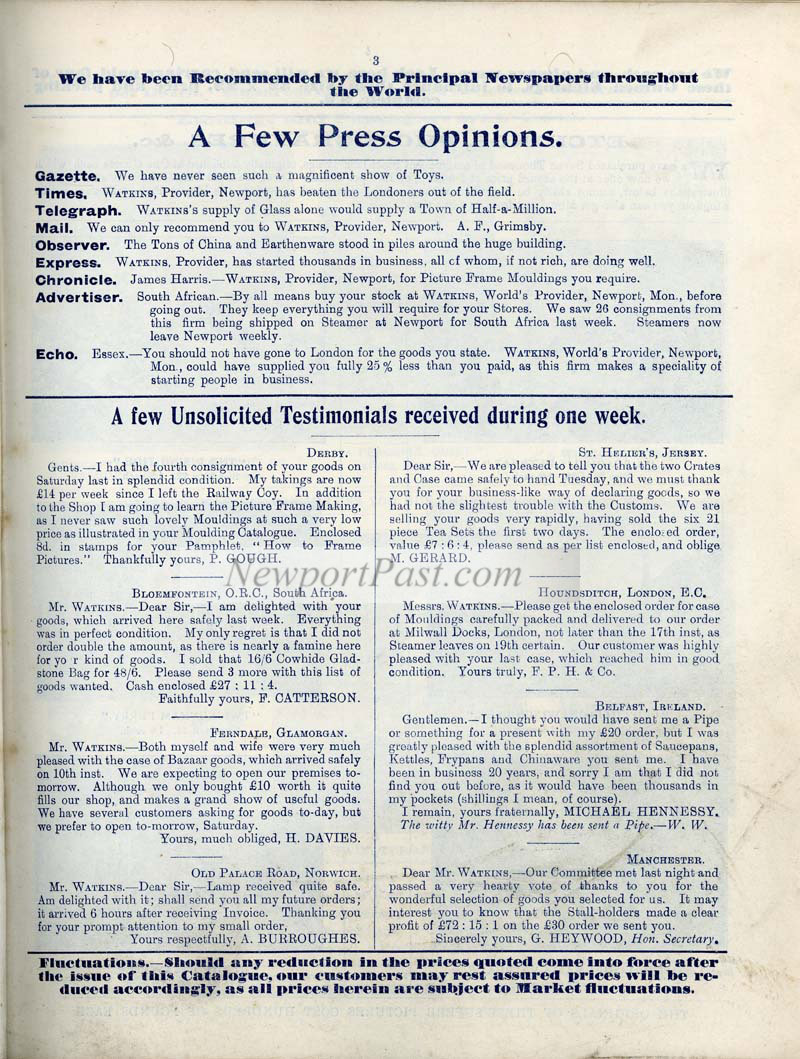 3
We have been Recommended by the Principal Newspapers throughout
the World.
A Few Press Opinions.
Gazette. We have never seen such a magnificent show of Toys.
Times. WATKINS, Provider, Newport, has beaten the Londoners out of the field.
Telegraph. WATKINS's supply of Glass alone would supply a Town of Half-a-Million.
Mail. We can only recommend you to WATKINS, Provider, Newport. A. F., Grimsby.
Observer. The Tons of China and Earthenware stood in piles around the huge building.
Express. WATKINS, Provider, has started thousands in business, all of whom, if not rich, are doing well.
Chronicle. James Harris.—WATKINS, Provider, Newport, for Picture Frame Mouldings you require.
Advertiser. South African.—By all means buy your stock at WATKINS, World's Provider, Newport, Mon., before
going out. They keep everything you will require for your Stores. We saw 26 consignments from
this firm being shipped on Steamer at Newport for South Africa last week. Steamers now
leave Newport weekly.
Echo. Essex.—You should not have gone to London for the goods you state. WATKINS, World's Provider, Newport,
Mon., could have supplied you fully 25 % less than you paid, as this firm makes a speciality of
starting people in business.
A few Unsolicited Testimonials received during one week.
DERBY.
Gents.—I had the fourth consignment of your goods on
Saturday last in splendid condition. My takings are now
£14 per week since I left the Railway Coy. In addition
to the Shop I am going to learn the Picture Frame Making,
as I never saw such lovely Mouldings at such a very low
price as illustrated in your Moulding Catalogue. Enclosed
8d. in stamps for your Pamphlet, "How to Frame
Pictures." Thankfully yours, P. GOUGH.
BLOEMFONTEIN, O.R.C., South Africa.
Mr. WATKINS.—Dear Sir,—I am delighted with your
goods, which arrived here safely last week. Everything
was in perfect condition. My only regret is that I did not
order double the amount, as there is nearly a famine here
for yo r kind of goods. I sold that 16/6 Cowhide Glad-
stone Bag for 48/6. Please send 3 more with this list of
goods wanted. Cash enclosed £27 : 11 : 4.
Faithfully yours, F. CATTERSON.
FERNDALE, GLAMORGAN.
Mr. WATKINS.—Both myself and wife were very much
pleased with the case of Bazaar goods, which arrived safely
on 10th inst. We are expecting to open our premises to-
morrow. Although we only bought £10 worth it quite
fills our shop, and makes a grand show of useful goods.
We have several customers asking for goods to-day, but
we prefer to open to-morrow, Saturday.
Yours, much obliged, H. DAVIES.
OLD PALACE ROAD, NORWICH.
Mr. WATKINS.—Dear Sir,—Lamp received quite safe.
Am delighted with it; shall send you all my future orders;
it arrived 6 hours after receiving Invoice. Thanking you
for your prompt attention to my small order,
Yours respectfully, A. BURROUGHES.
ST. HELIER'S, JERSEY.
Dear Sir,—We are pleased to tell you that the two Crates
and Case came safely to hand Tuesday, and we must thank
you for your business-like way of declaring goods, so we
had not the slightest trouble with the Customs. We are
selling your goods very rapidly, having sold the six 21
piece Tea Sets the first two days. The enclosed order,
value £7 : 6 : 4, please send as per list enclosed, and oblige
M. GERARD.
HOUNDSDITCH, LONDON, E.C.
Messrs. WATKINS.—Please get the enclosed order for case
of Mouldings carefully packed and delivered to our order
at Milwall Docks, London, not later than the 17th inst, as
Steamer leaves on 19th certain. Our customer was highly
pleased with your last case, which reached him in good
condition. Yours truly, F. P. H. & Co.
BELFAST, IRELAND.
Gentlemen.—I thought you would have sent me a Pipe
or something for a present with my £20 order, but I was
greatly pleased with the splendid assortment of Saucepans,
Kettles, Frypans and Chinaware you sent me. I have
been in business 20 years, and sorry I am that I did not
find you out before, as it would have been thousands in
my pockets (shillings I mean, of course).
I remain, yours fraternally, MICHAEL HENNESSY.
The witty Mr. Hennessy has been sent a Pipe.—W. W.
MANCHESTER.
Dear Mr. WATKINS,—Our Committee met last night and
passed a very hearty vote of thanks to you for the
wonderful selection of goods you selected for us. It may
interest you to know that the Stall-holders made a clear
profit of £72 : 15 : 1 on the £30 order we sent you.
Sincerely yours, G. HEYWOOD, Hon. Secretary.
NewportPast.com
Fluctuations.—Should any reduction in the prices quoted come into force after
the issue of this Catalogue, our customers may rest assured prices will be re-
duced accordingly, as all prices herein are subject to Market fluctuations.